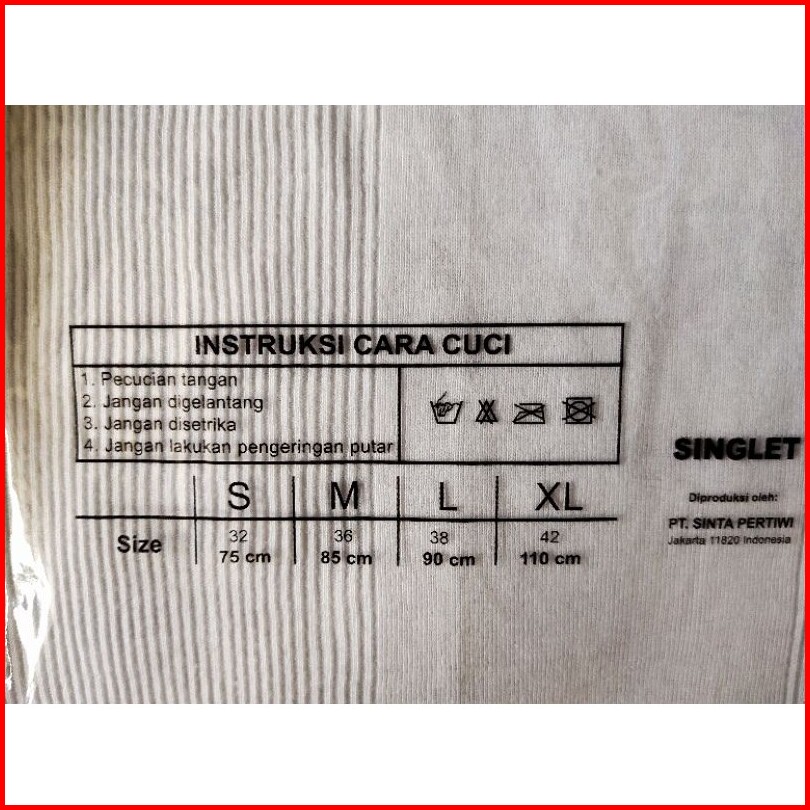 INSTRUKSI CARA CUCI
1. Pecucian tangan
2. Jangan digelantang
3. Jangan disetrika
4. Jangan lakukan pengeringan putar
S M L XL
Size 32 36 38 42
75 cm 85 cm 90 cm 110 cm
SINGLET
Diproduksi oleh:
PT. SINTA PERTIWI
Jakarta 11820 Indonesia